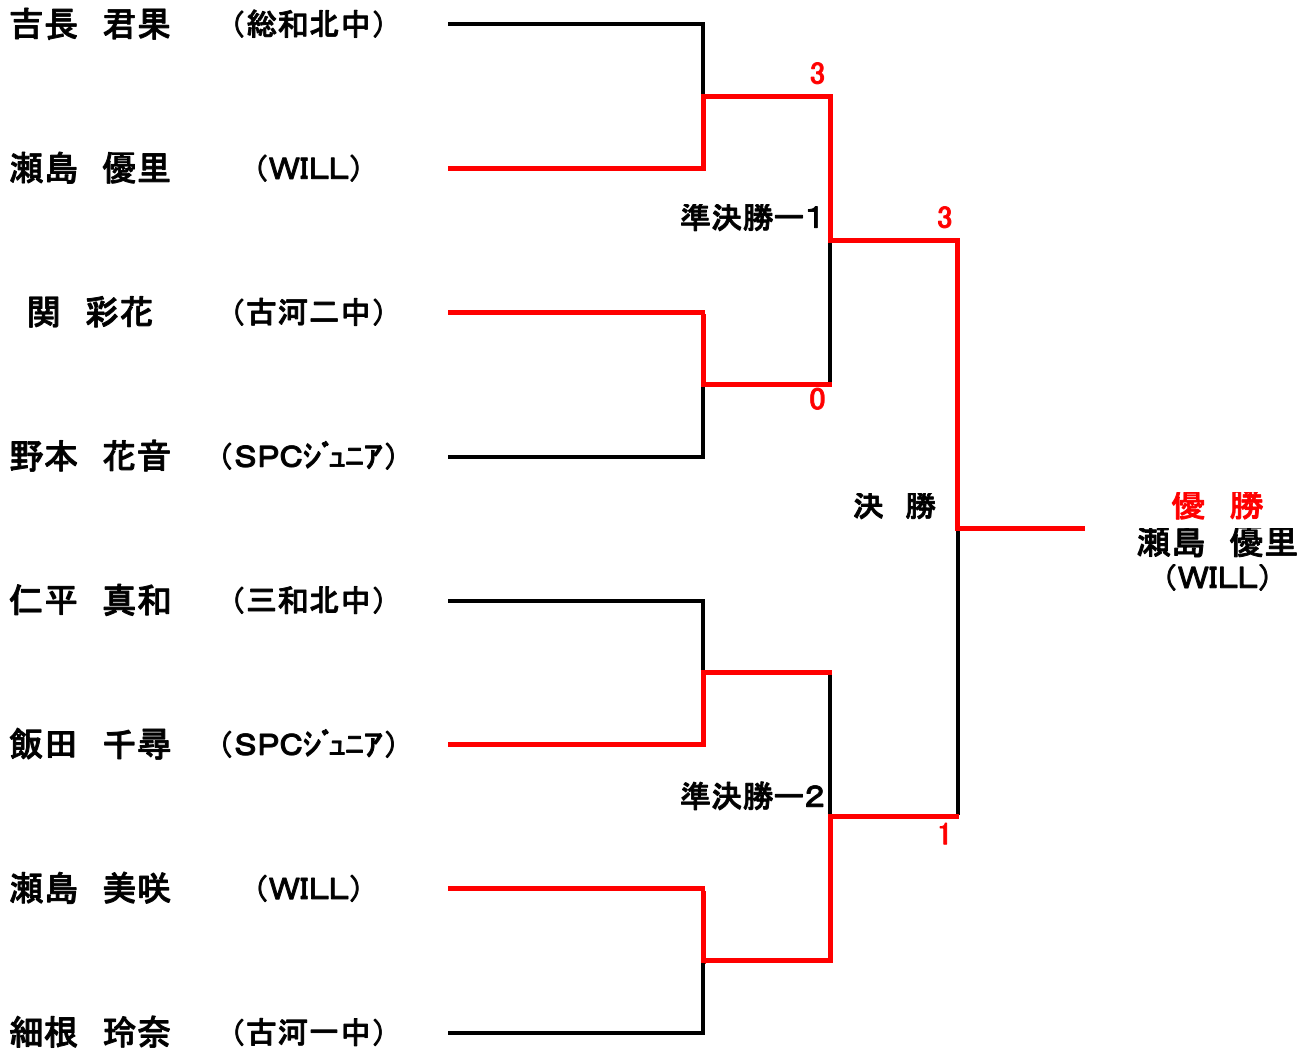 吉長　君果　（総和北中）
3
瀬島　優里　（WILL）
準決勝ー1
3
関　彩花　（古河二中）
0
野本　花音　（SPCｼﾞｭﾆｱ）
決　勝
優　勝
瀬島　優里
（WILL）
仁平　真和　（三和北中）
飯田　千尋　（SPCｼﾞｭﾆｱ）
準決勝ー2
1
瀬島　美咲　（WILL）
細根　玲奈　（古河一中）